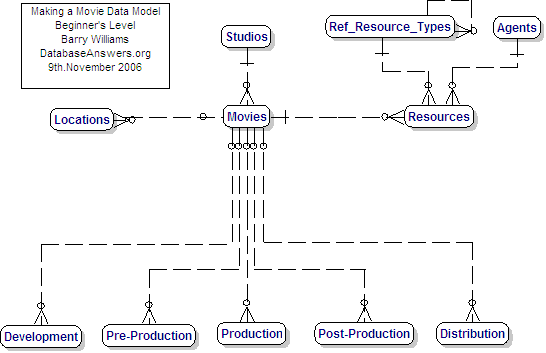 Making a Movie Data Model
Beginner's Level
Barry Williams
DatabaseAnswers.org
9th.November 2006
Studios
Ref_Resource_Types
Agents
Locations
Movies
Resources
Development
Pre-Production
Production
Post-Production
Distribution